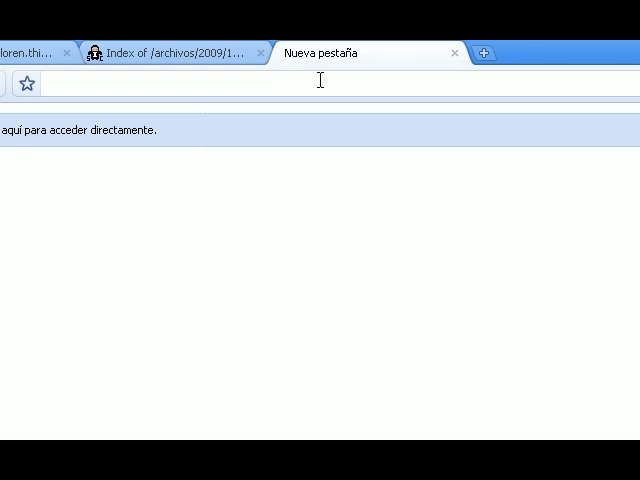 loren.thi... Index of /archivos/2009/1... Nueva pestaña
aquí para acceder directamente.